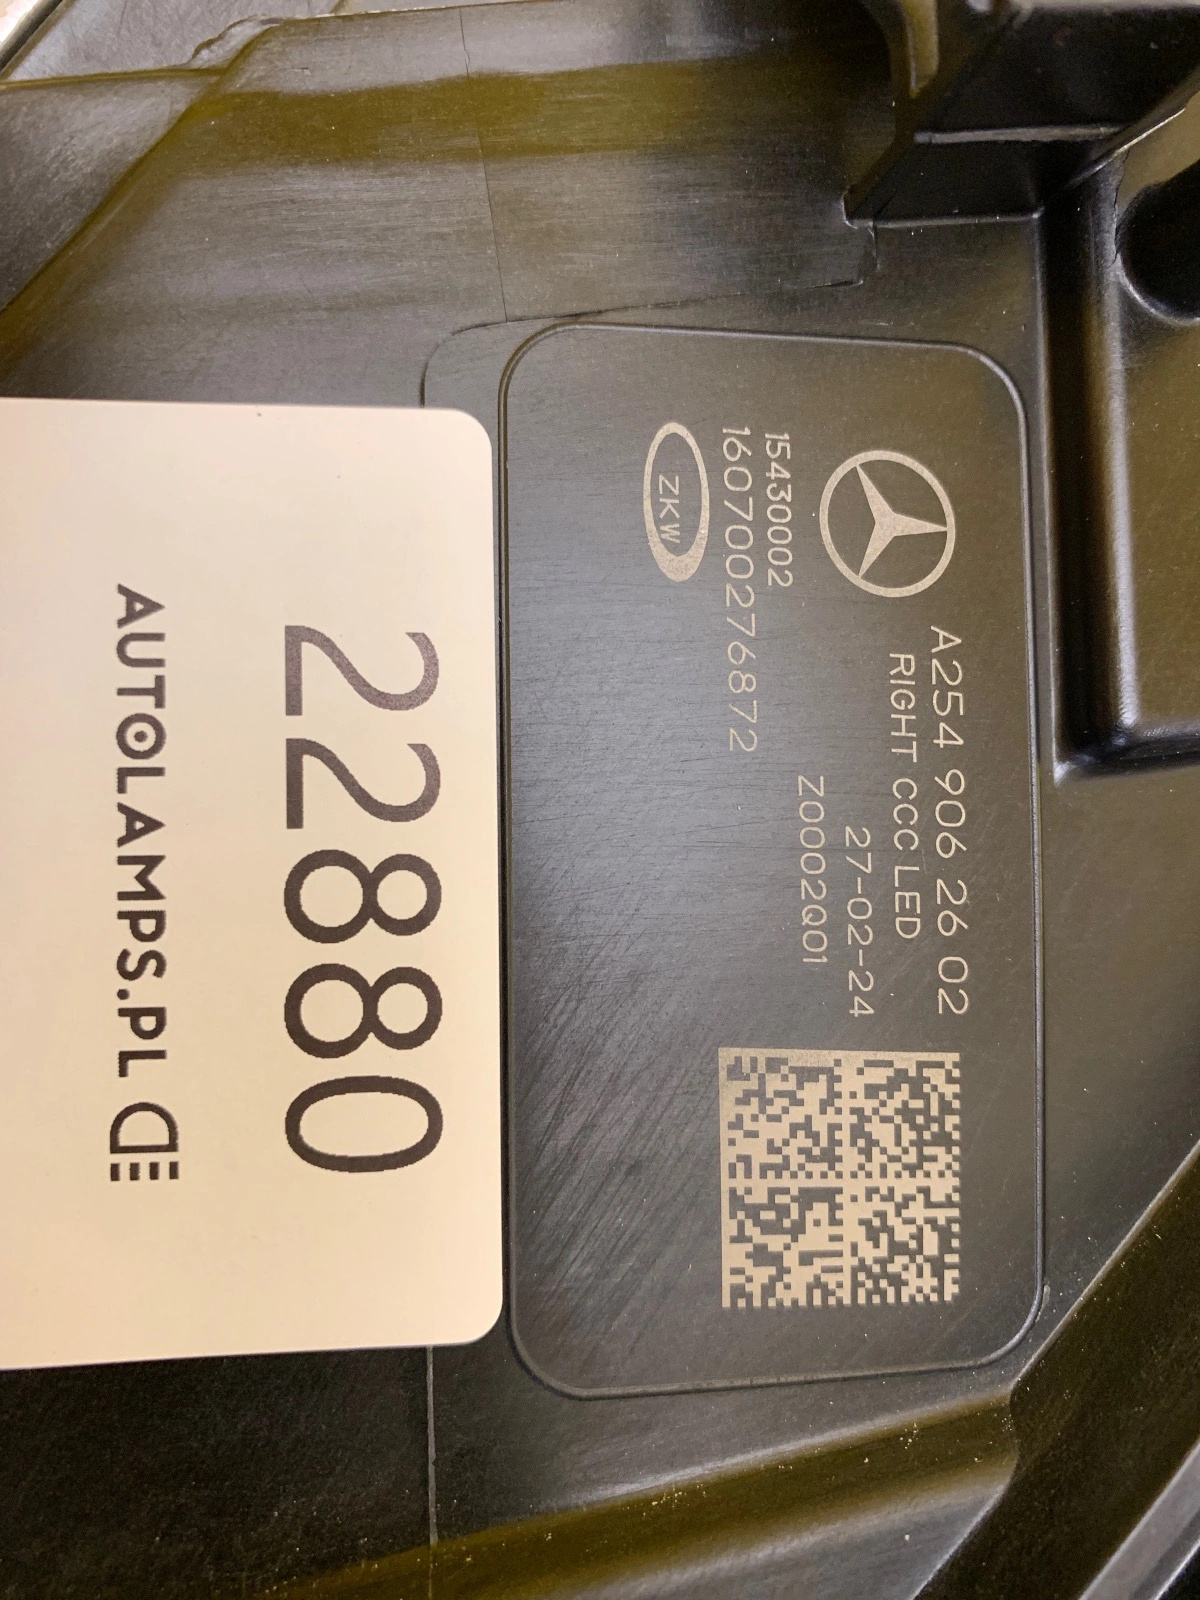 A254 906 26 02
RIGHT CCC LED
27-02-24
Z0002Q01
15430002
1607002768​72
ZKW
22880
AUTOLAMPS.PL